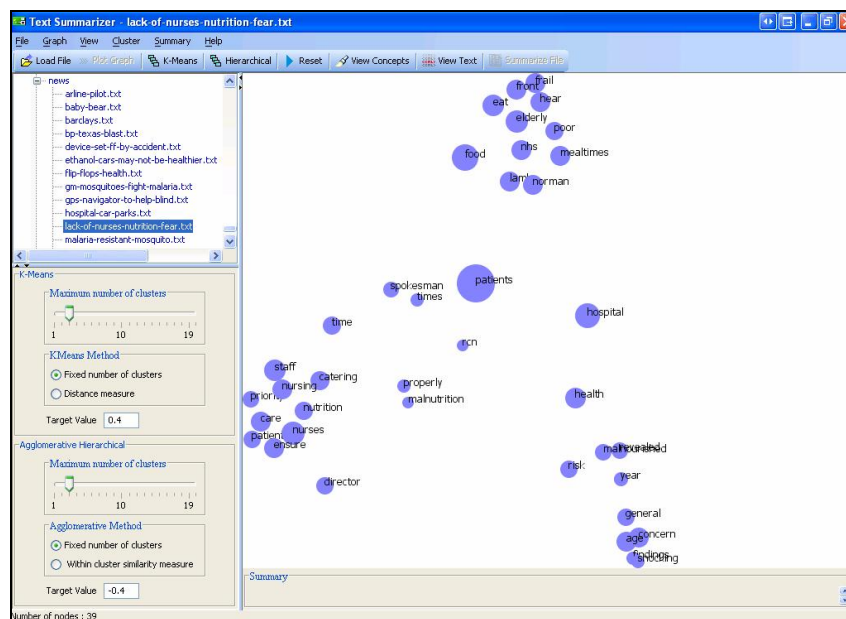 Text Summarizer - lack-of-nurses-nutrition-fear.txt
File Graph View Cluster Summary Help
Load File Plot Graph K-Means Hierarchical Reset View Concepts View Text Summarize File
news
arline-pilot.txt
baby-bear.txt
barclays.txt
bp-texas-blast.txt
device-set-ff-by-accident.txt
ethanol-cars-may-not-be-healthier.txt
flip-flops-health.txt
gm-mosquitoes-fight-malaria.txt
gps-navigator-to-help-blind.txt
hospital-car-parks.txt
lack-of-nurses-nutrition-fear.txt
malaria-resistant-mosquito.txt
K-Means
Maximum number of clusters
1 10 19
KMeans Method
Fixed number of clusters
Distance measure
Target Value 0.4
Agglomerative Hierarchical
Maximum number of clusters
1 10 19
Agglomerative Method
Fixed number of clusters
Within cluster similarity measure
Target Value -0.4
Number of nodes : 39
frail
front
hear
eat
elderly
poor
nhs
food
mealtimes
norman
patients
spokesman
times
hospital
time
rcn
staff
catering
nursing
properly
malnutrition
health
nutrition
care
nurses
patient
ensure
revealed
malnourished
risk
year
director
general
concern
age
findings
shocking
Summary